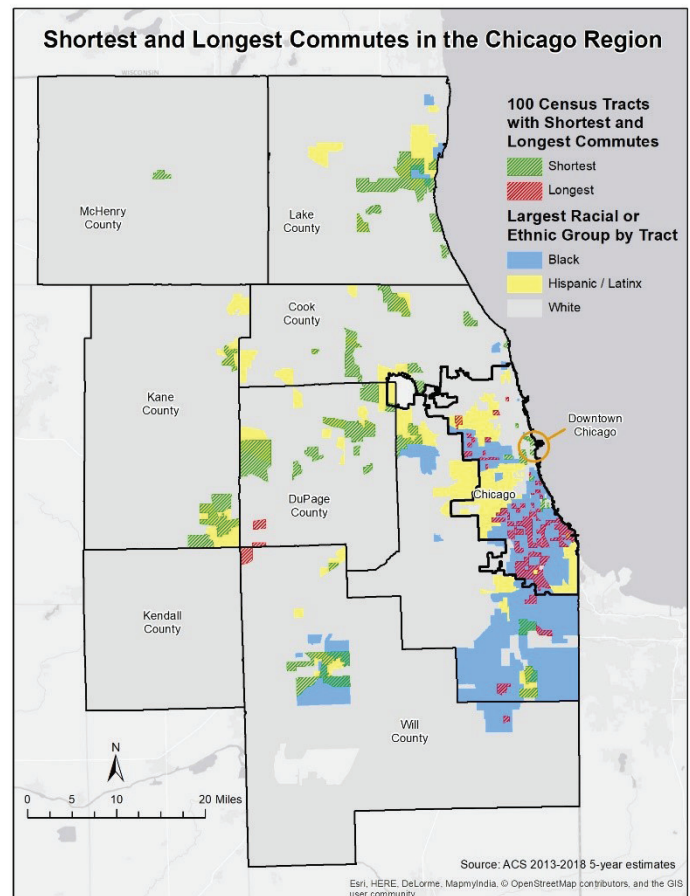 Shortest and Longest Commutes in the Chicago Region
WISCONSIN
100 Census Tracts
with Shortest and
Longest Commutes
Shortest
Longest
Largest Racial or
Ethnic Group by Tract
Black
Hispanic / Latinx
White
McHenry
County
Lake
County
Cook
County
Kane
County
Downtown
Chicago
DuPage
County
Chicago
Kendall
County
Will
County
N
0 5 10 20 Miles
Source: ACS 2013-2018 5-year estimates
Esri, HERE, DeLorme, MapmyIndia, © OpenStreetMap contributors, and the GIS
user community